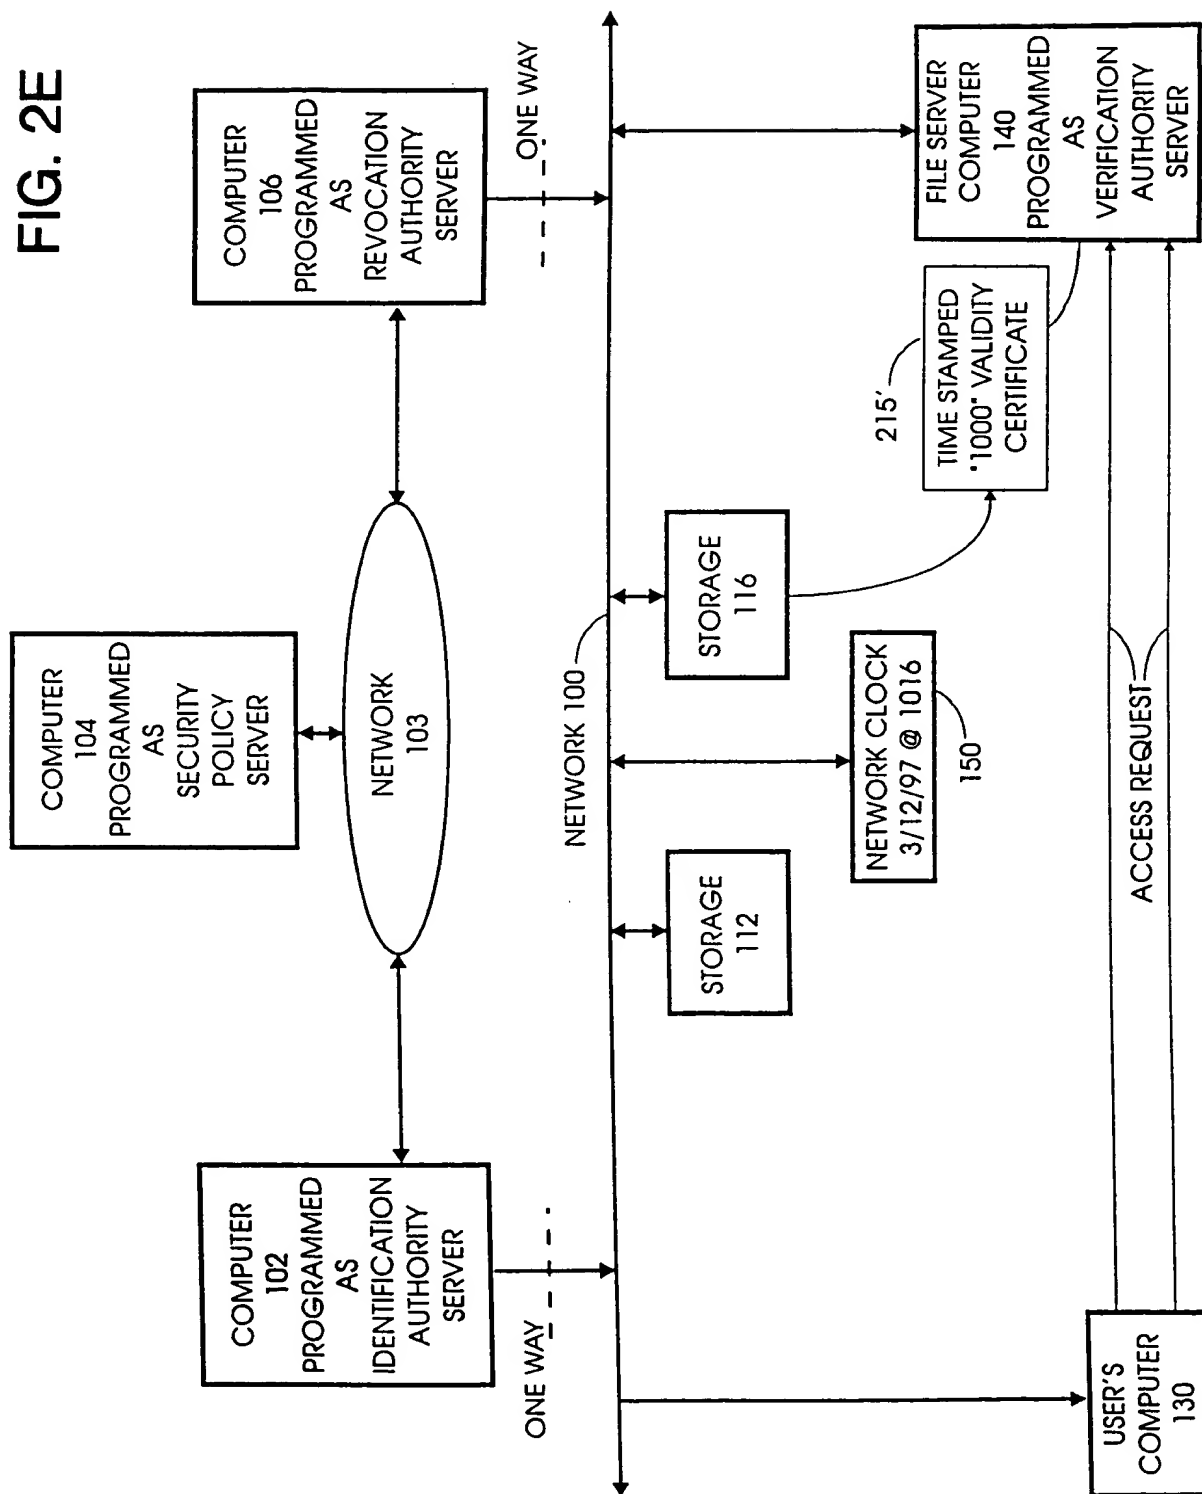 FIG. 2E
COMPUTER
104
PROGRAMMED
AS
SECURITY
POLICY
SERVER
COMPUTER
102
PROGRAMMED
AS
IDENTIFICATION
AUTHORITY
SERVER
NETWORK
103
COMPUTER
106
PROGRAMMED
AS
REVOCATION
AUTHORITY
SERVER
ONE WAY
ONE WAY
NETWORK 100
STORAGE
112
STORAGE
116
NETWORK CLOCK
3/12/97 @ 1016
150
215'
TIME STAMPED
"1000" VALIDITY
CERTIFICATE
USER'S
COMPUTER
130
ACCESS REQUEST
FILE SERVER
COMPUTER
140
PROGRAMMED
AS
VERIFICATION
AUTHORITY
SERVER